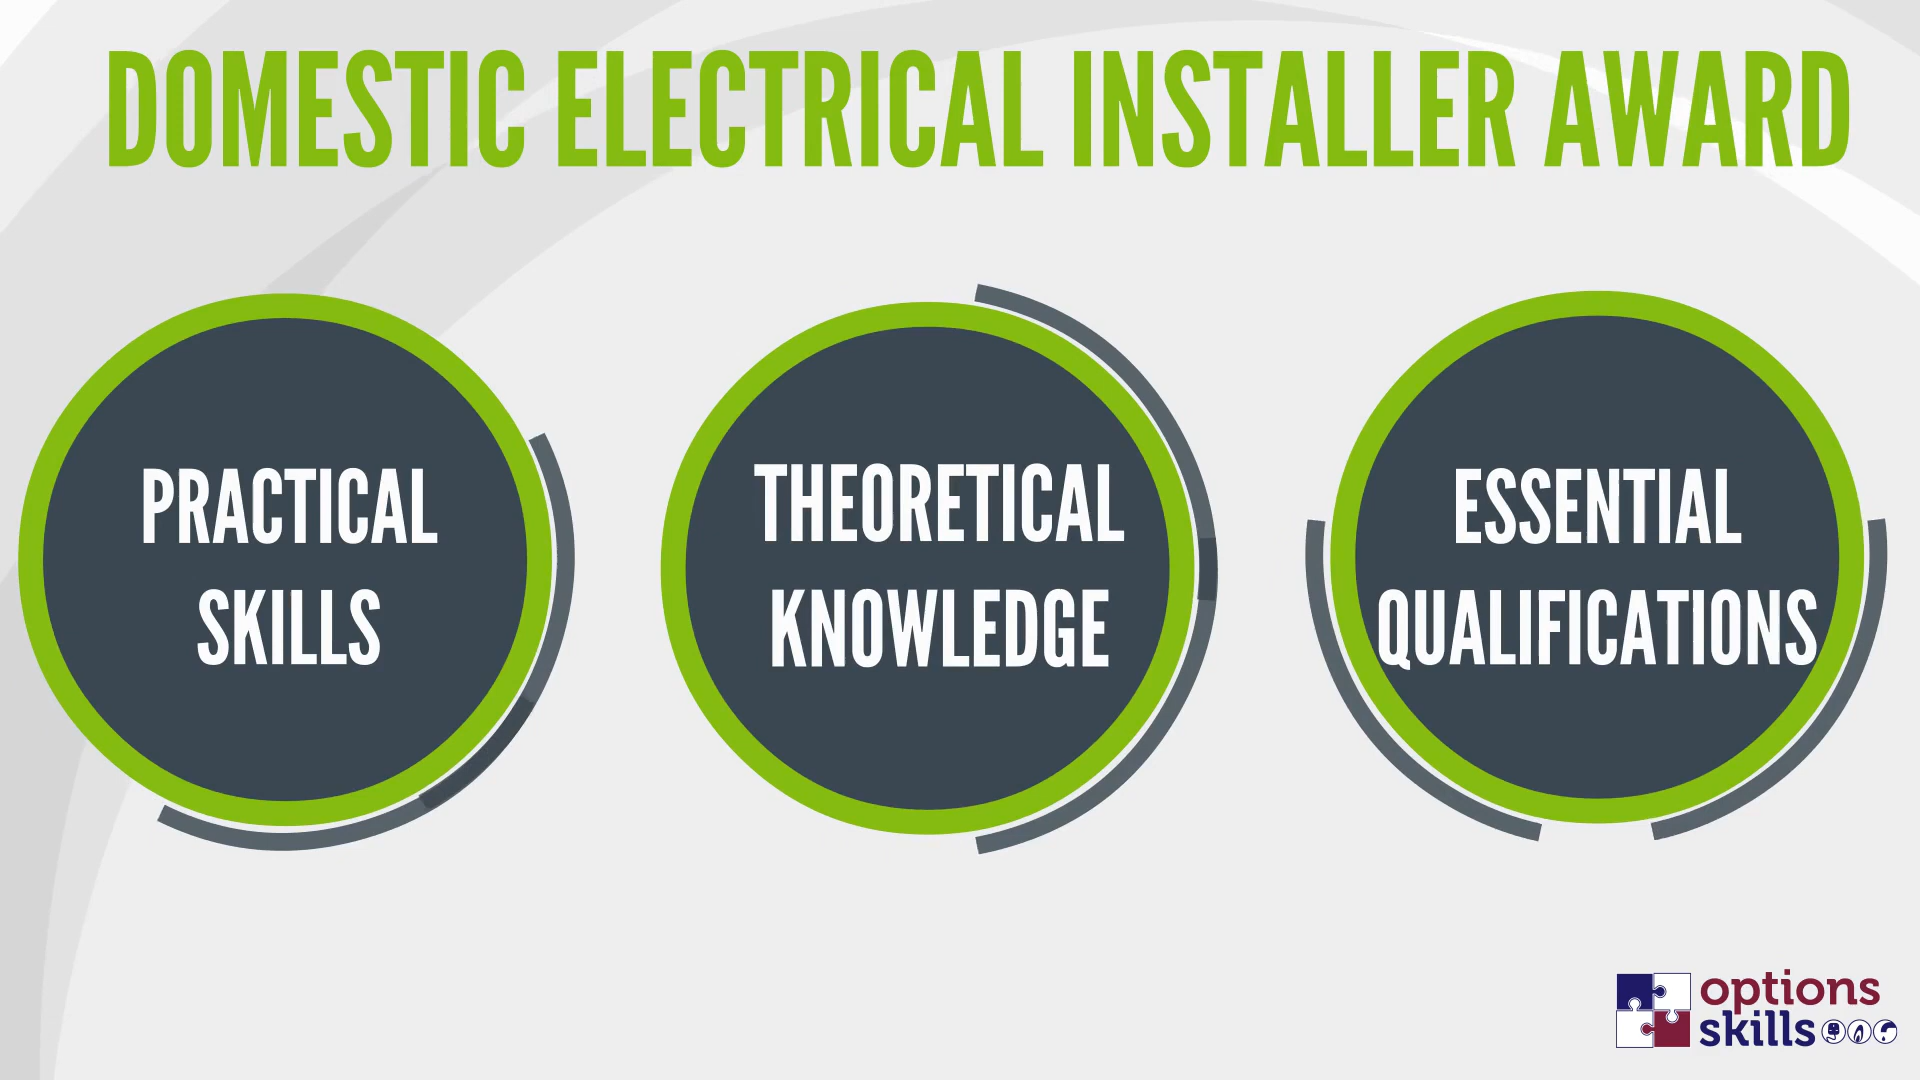 DOMESTIC ELECTRICAL INSTALLER AWARD
PRACTICAL
SKILLS
THEORETICAL
KNOWLEDGE
ESSENTIAL
QUALIFICATIONS
options
skills